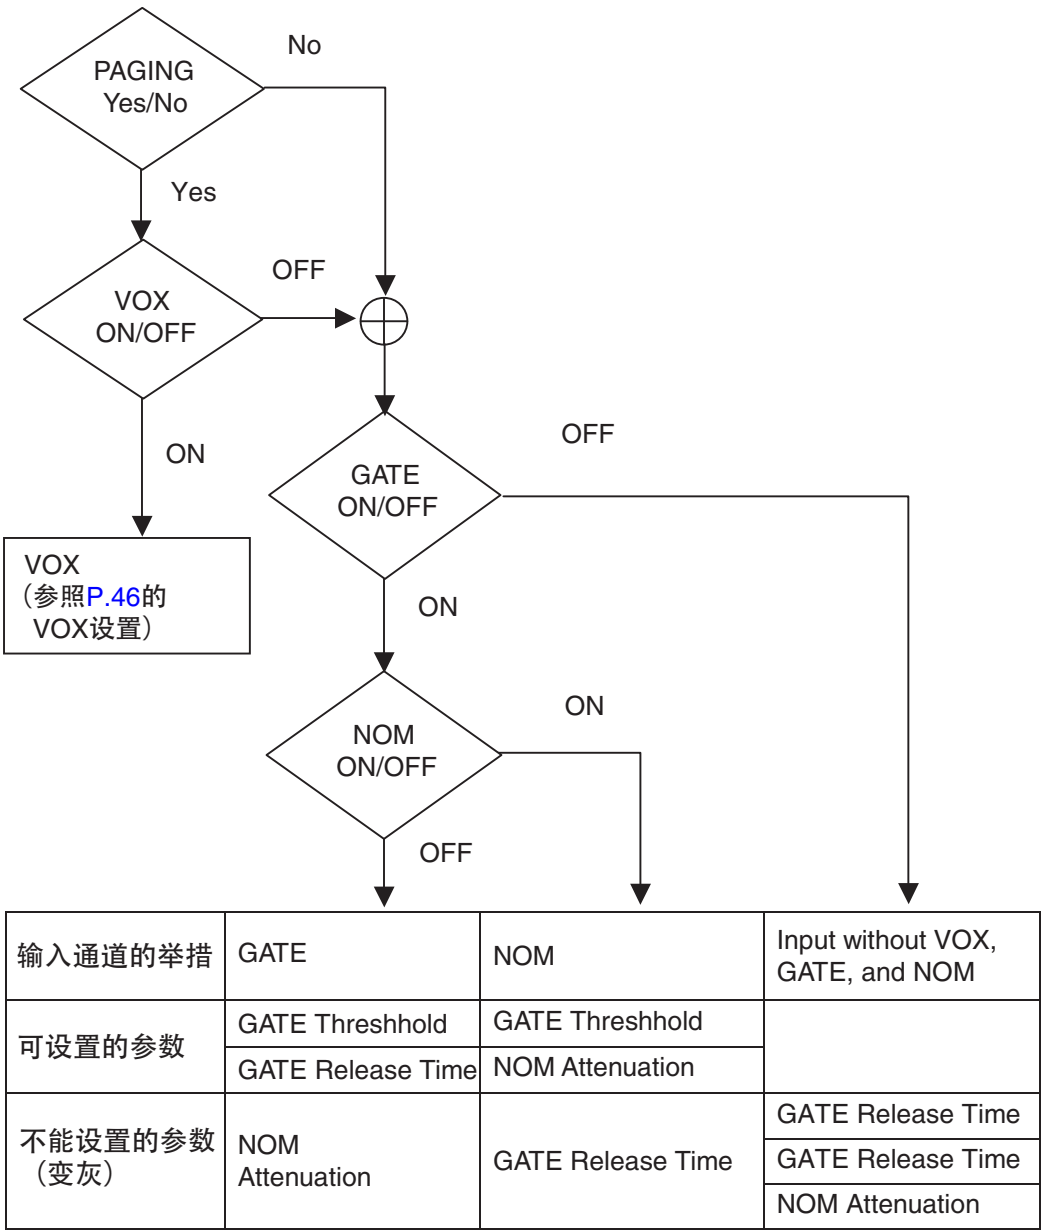 No
PAGING
Yes/No
Yes
OFF
VOX
ON/OFF
ON
OFF
GATE
ON/OFF
VOX
（参照P.46的
VOX设置）
ON
ON
NOM
ON/OFF
OFF
输入通道的举措
GATE
NOM
Input without VOX,
GATE, and NOM
可设置的参数
GATE Threshhold
GATE Threshhold
GATE Release Time
NOM Attenuation
不能设置的参数
（变灰）
NOM
Attenuation
GATE Release Time
GATE Release Time
GATE Release Time
NOM Attenuation